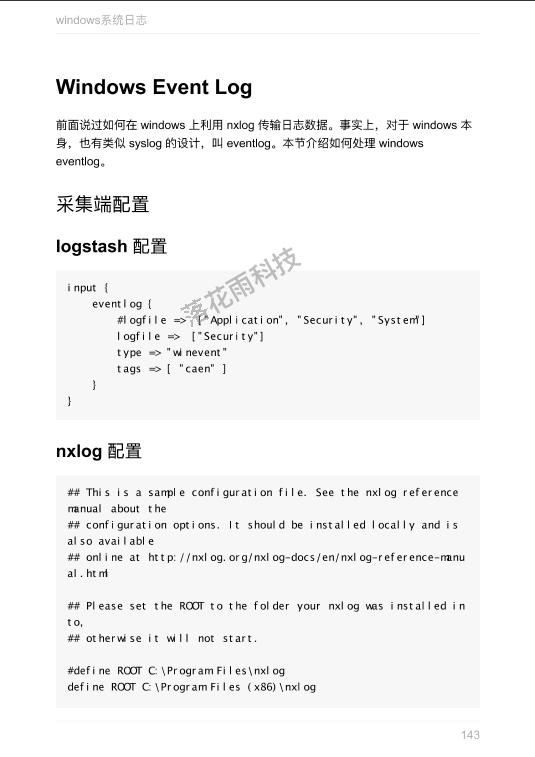 windows系统日志
Windows Event Log
前面说过如何在 windows 上利用 nxlog 传输日志数据。事实上，对于 windows 本
身，也有类似 syslog 的设计，叫 eventlog。本节介绍如何处理 windows
eventlog。
采集端配置
logstash 配置
input {
    eventlog {
        #logfile => ["Application", "Security", "System"]
        logfile => ["Security"]
        type => "winevent"
        tags => [ "caen" ]
    }
}
落花雨科技
nxlog 配置
## This is a sample configuration file. See the nxlog reference
manual about the
## configuration options. It should be installed locally and is
also available
## online at http://nxlog.org/nxlog-docs/en/nxlog-reference-manu
al.html
## Please set the ROOT to the folder your nxlog was installed in
to,
## otherwise it will not start.
#define ROOT C:\Program Files\nxlog
define ROOT C:\Program Files (x86)\nxlog
143